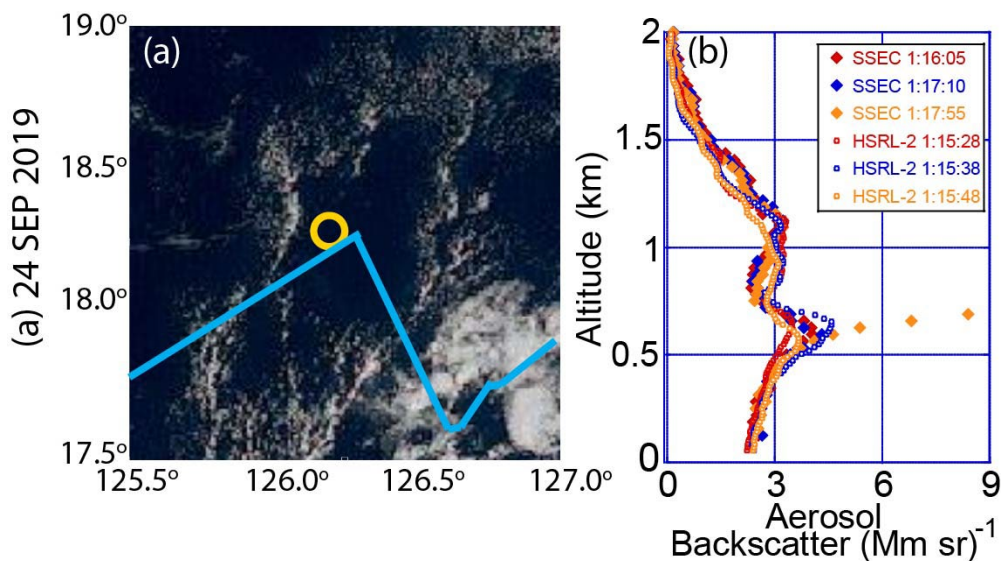 (a) 24 SEP 2019
19.0°
18.5°
18.0°
17.5°
125.5°
126.0°
126.5°
127.0°
(a)
(b)
Altitude (km)
2
1.5
1
0.5
0
0
3
6
9
SSEC 1:16:05
SSEC 1:17:10
SSEC 1:17:55
HSRL-2 1:15:28
HSRL-2 1:15:38
HSRL-2 1:15:48
Aerosol
Backscatter (Mm sr)⁻¹